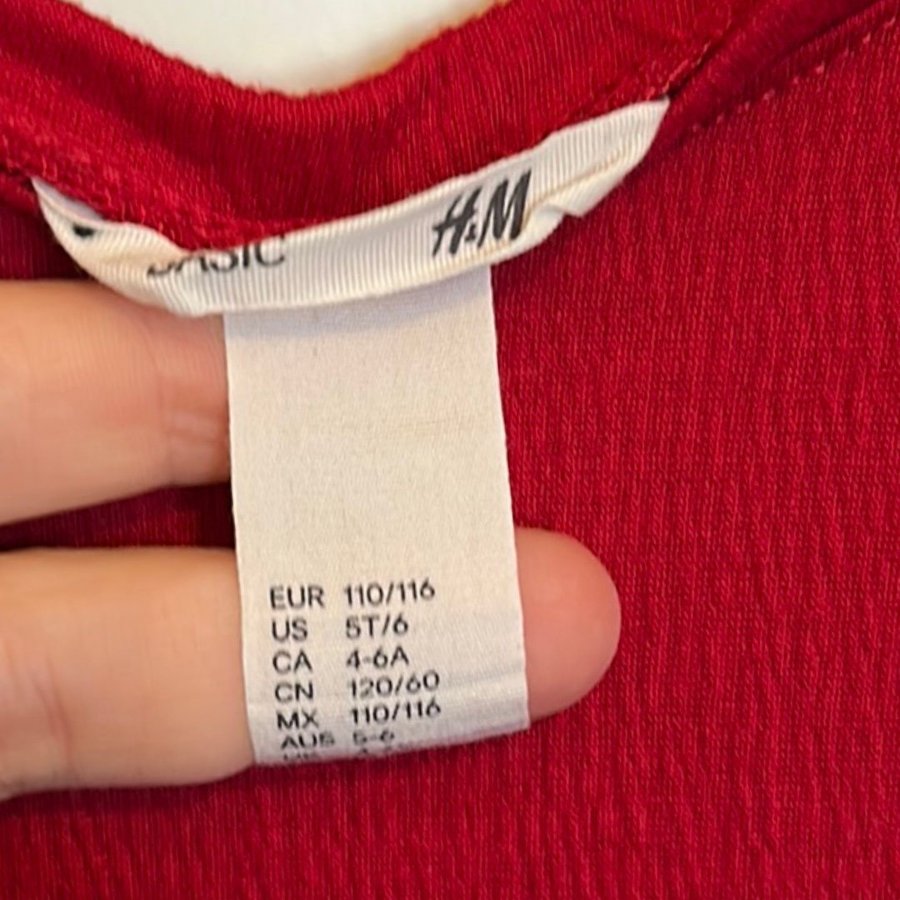 BASIC H&M
EUR 110/116
US 5T/6
CA 4-6A
CN 120/60
MX 110/116
AUS 5-6